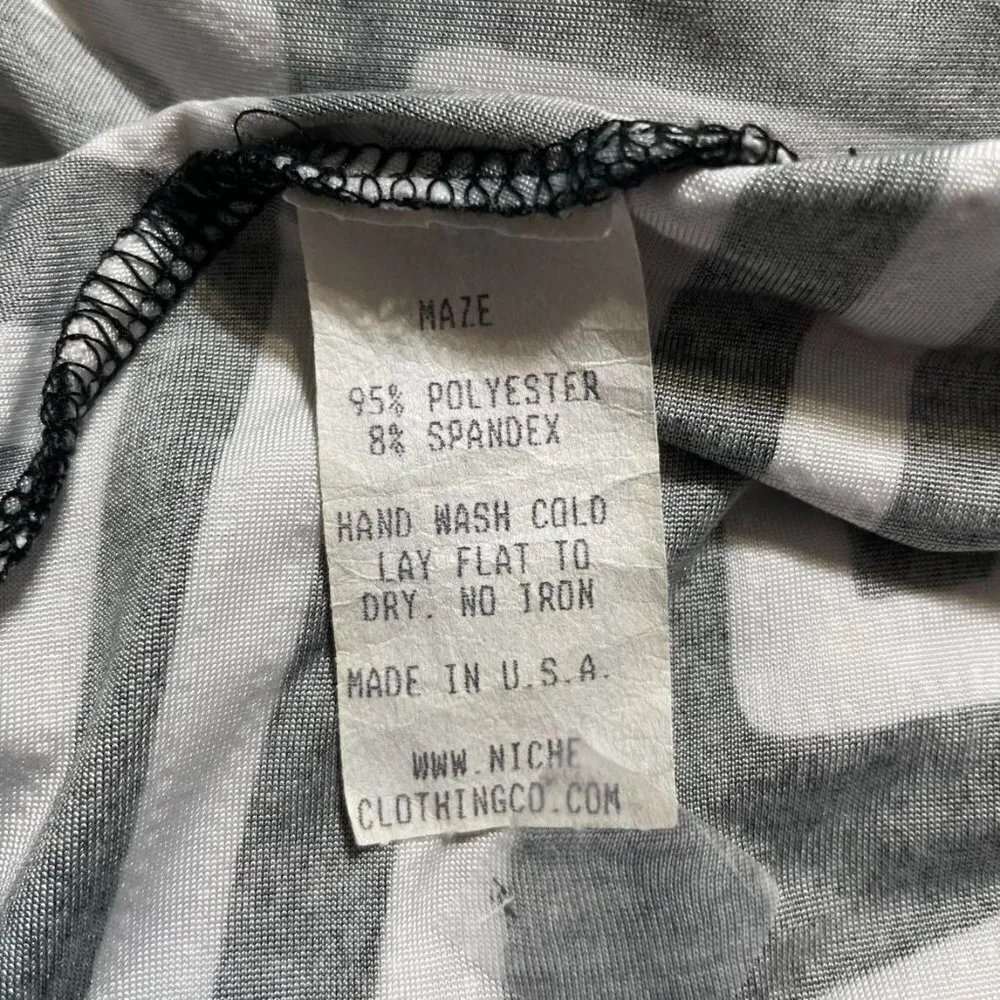 MAZE
95% POLYESTER
8% SPANDEX
HAND WASH COLD
LAY FLAT TO
DRY. NO IRON
MADE IN U.S.A.
WWW.NICHE
CLOTHINGCO.COM